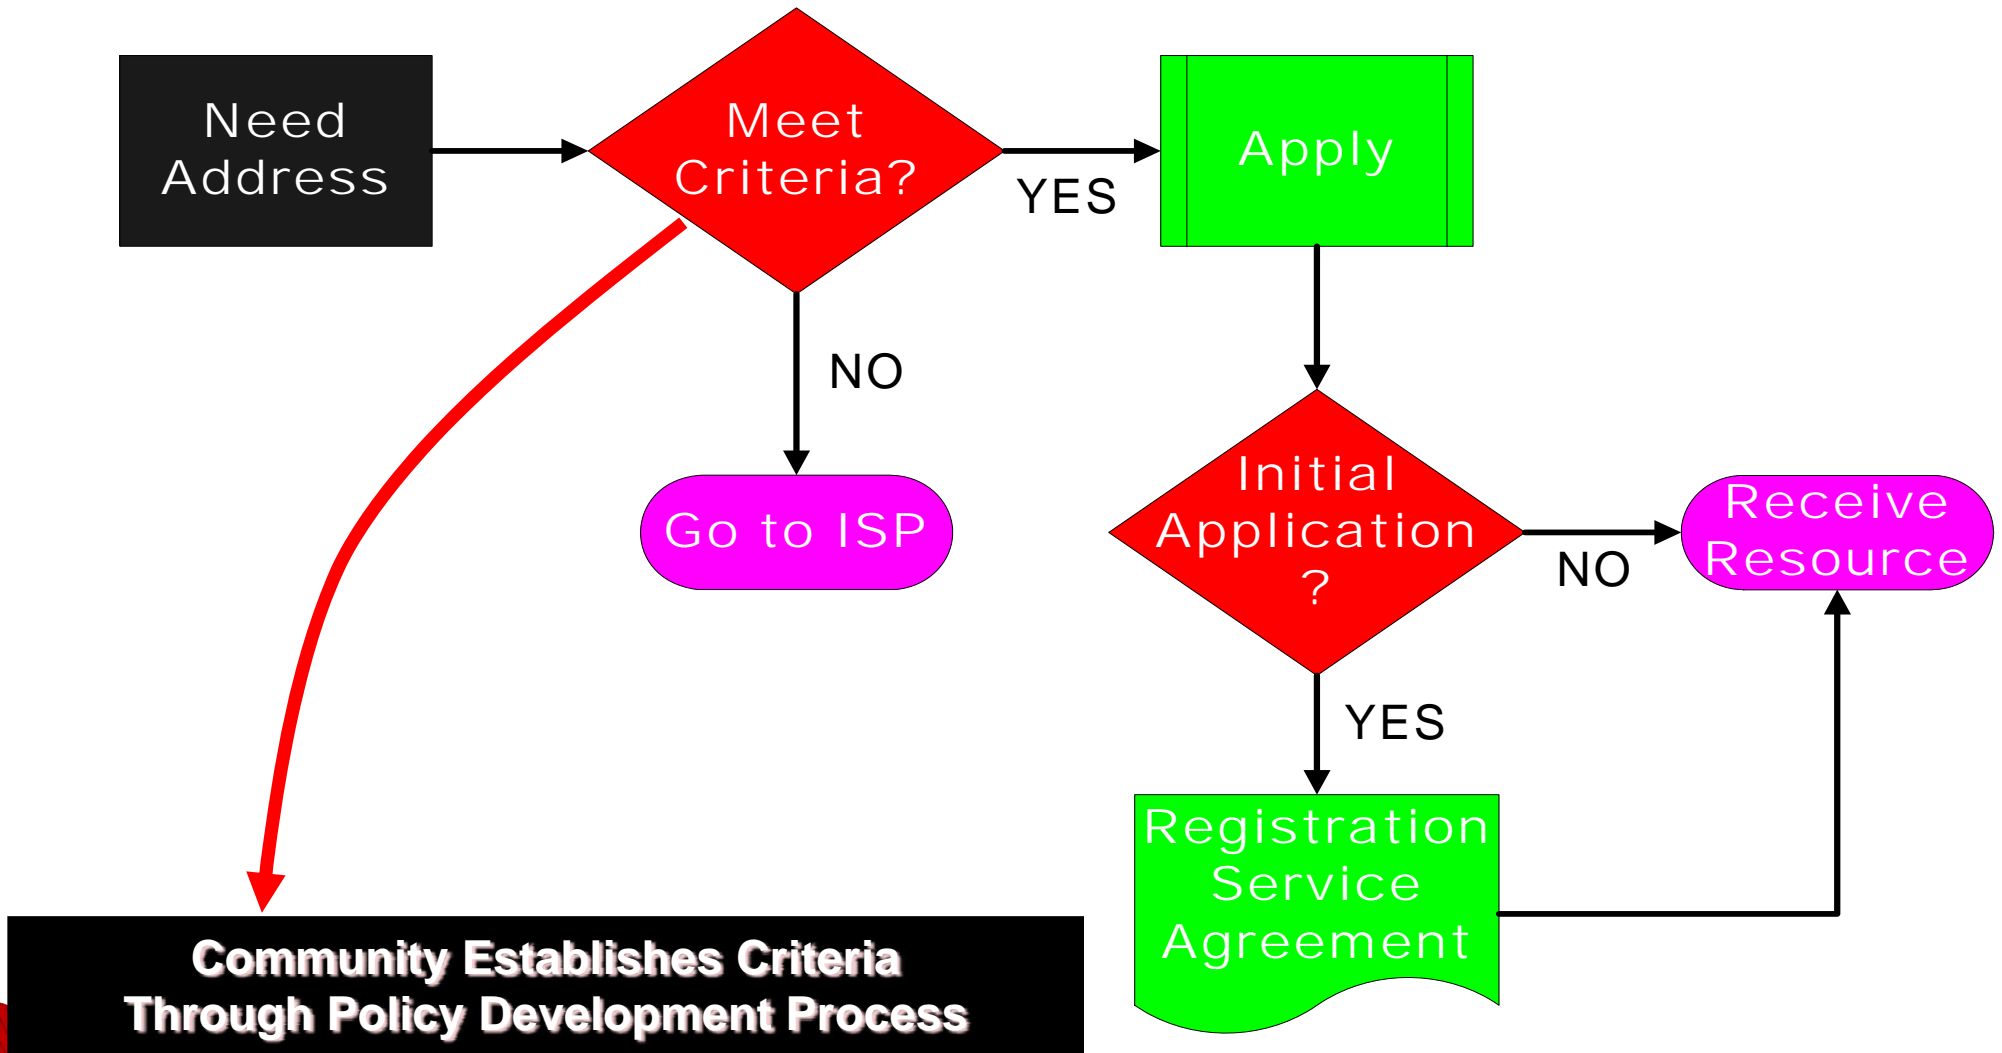 Need
Address
Meet
Criteria?
YES
Apply
NO
Go to ISP
Initial
Application
?
NO
Receive
Resource
YES
Registration
Service
Agreement
Community Establishes Criteria
Through Policy Development Process